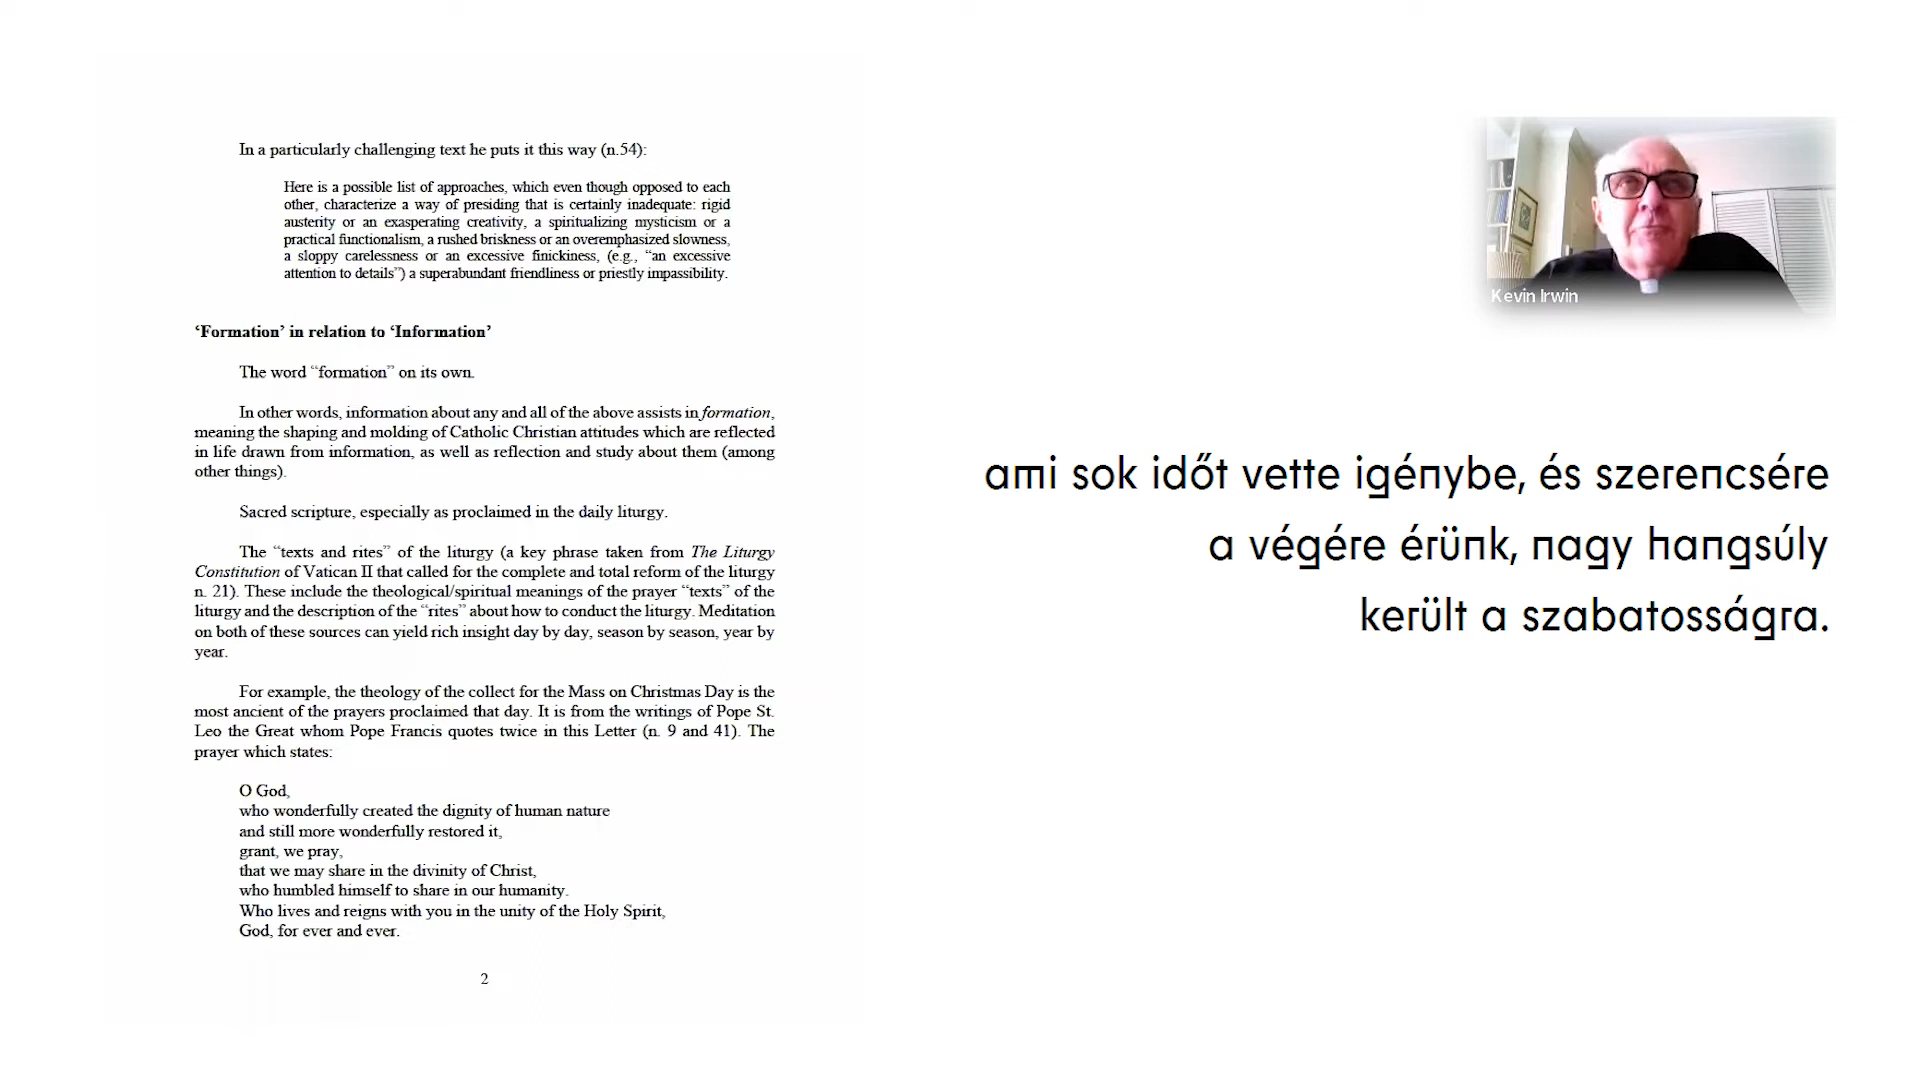 In a particularly challenging text he puts it this way (n.54):
Here is a possible list of approaches, which even though opposed to each
other, characterize a way of presiding that is certainly inadequate: rigid
austerity or an exasperating creativity, a spiritualizing mysticism or a
practical functionalism, a rushed briskness or an overemphasized slowness,
a sloppy carelessness or an excessive finickiness, (e.g., “an excessive
attention to details”) a superabundant friendliness or priestly impassibility.
‘Formation’ in relation to ‘Information’
The word “formation” on its own.
In other words, information about any and all of the above assists in formation,
meaning the shaping and molding of Catholic Christian attitudes which are reflected
in life drawn from information, as well as reflection and study about them (among
other things).
Sacred scripture, especially as proclaimed in the daily liturgy.
The “texts and rites” of the liturgy (a key phrase taken from The Liturgy
Constitution of Vatican II that called for the complete and total reform of the liturgy
n. 21). These include the theological/spiritual meanings of the prayer “texts” of the
liturgy and the description of the “rites” about how to conduct the liturgy. Meditation
on both of these sources can yield rich insight day by day, season by season, year by
year.
For example, the theology of the collect for the Mass on Christmas Day is the
most ancient of the prayers proclaimed that day. It is from the writings of Pope St.
Leo the Great whom Pope Francis quotes twice in this Letter (n. 9 and 41). The
prayer which states:
O God,
who wonderfully created the dignity of human nature
and still more wonderfully restored it,
grant, we pray,
that we may share in the divinity of Christ,
who humbled himself to share in our humanity.
Who lives and reigns with you in the unity of the Holy Spirit,
God, for ever and ever.
2
Kevin Irwin
ami sok időt vette igénybe, és szerencsére
a végére érünk, nagy hangsúly
került a szabatosságra.